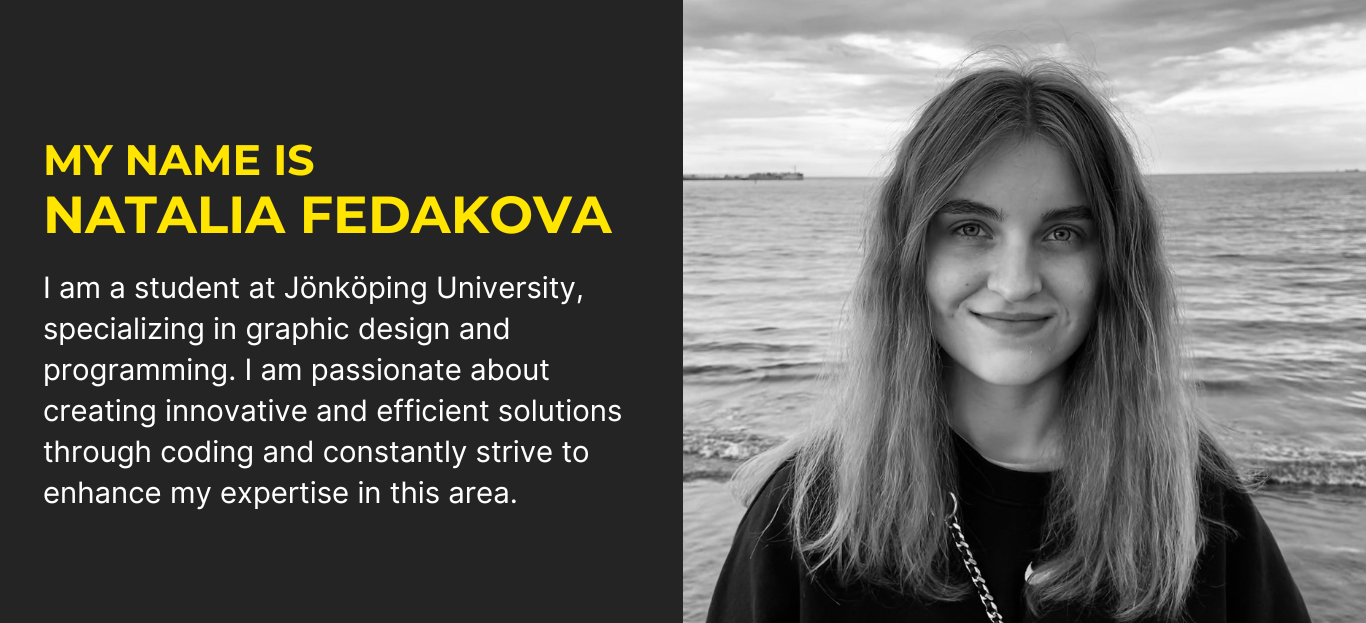 MY NAME IS
NATALIA FEDAKOVA
I am a student at Jönköping University,
specializing in graphic design and
programming. I am passionate about
creating innovative and efficient solutions
through coding and constantly strive to
enhance my expertise in this area.